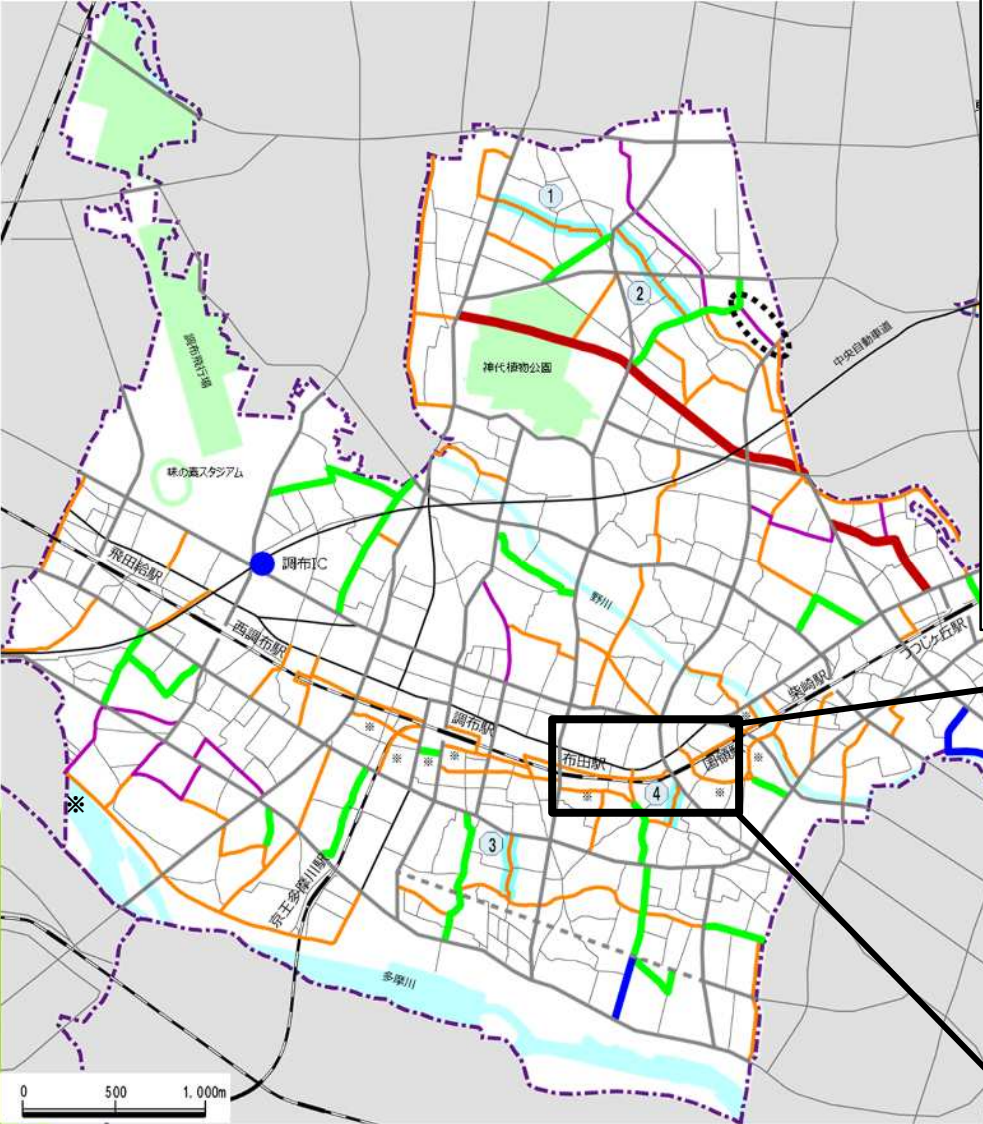 1
2
中央自動車道
調布飛行場
神代植物公園
味の素スタジアム
飛田給駅
調布IC
野川
西調布駅
つつじヶ丘駅
柴崎駅
調布駅
※
布田駅
国領駅
※
※
※
※
※
※
※
4
※
3
京王多摩川駅
多摩川
0 500 1,000m